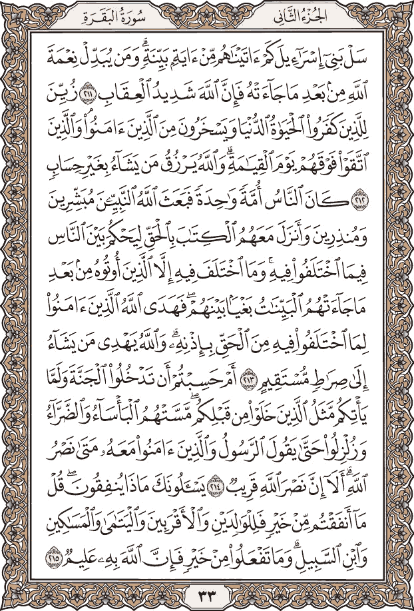 الجزء الثاني
سورة البقرة
سَلْ بَنِىٓ إِسْرَٰٓءِيلَ كَمْ ءَاتَيْنَٰهُم مِّنْ ءَايَةٍۭ بَيِّنَةٍۢ ۗ وَمَن يُبَدِّلْ نِعْمَةَ
ٱللَّهِ مِنۢ بَعْدِ مَا جَآءَتْهُ فَإِنَّ ٱللَّهَ شَدِيدُ ٱلْعِقَابِ ٢١١ زُيِّنَ
لِلَّذِينَ كَفَرُوا۟ ٱلْحَيَوٰةُ ٱلدُّنْيَا وَيَسْخَرُونَ مِنَ ٱلَّذِينَ ءَامَنُوا۟ ۘ وَٱلَّذِينَ
ٱتَّقَوْا۟ فَوْقَهُمْ يَوْمَ ٱلْقِيَٰمَةِ ۗ وَٱللَّهُ يَرْزُقُ مَن يَشَآءُ بِغَيْرِ حِسَابٍۢ
٢١٢ كَانَ ٱلنَّاسُ أُمَّةًۭ وَٰحِدَةًۭ فَبَعَثَ ٱللَّهُ ٱلنَّبِيِّۦنَ مُبَشِّرِينَ
وَمُنذِرِينَ وَأَنزَلَ مَعَهُمُ ٱلْكِتَٰبَ بِٱلْحَقِّ لِيَحْكُمَ بَيْنَ ٱلنَّاسِ
فِيمَا ٱخْتَلَفُوا۟ فِيهِ ۚ وَمَا ٱخْتَلَفَ فِيهِ إِلَّا ٱلَّذِينَ أُوتُوهُ مِنۢ بَعْدِ
مَا جَآءَتْهُمُ ٱلْبَيِّنَٰتُ بَغْيًۢا بَيْنَهُمْ ۖ فَهَدَى ٱللَّهُ ٱلَّذِينَ ءَامَنُوا۟
لِمَا ٱخْتَلَفُوا۟ فِيهِ مِنَ ٱلْحَقِّ بِإِذْنِهِۦ ۗ وَٱللَّهُ يَهْدِى مَن يَشَآءُ
إِلَىٰ صِرَٰطٍۢ مُّسْتَقِيمٍ ٢١٣ أَمْ حَسِبْتُمْ أَن تَدْخُلُوا۟ ٱلْجَنَّةَ وَلَمَّا
يَأْتِكُم مَّثَلُ ٱلَّذِينَ خَلَوْا۟ مِن قَبْلِكُم ۖ مَّسَّتْهُمُ ٱلْبَأْسَآءُ وَٱلضَّرَّآءُ
وَزُلْزِلُوا۟ حَتَّىٰ يَقُولَ ٱلرَّسُولُ وَٱلَّذِينَ ءَامَنُوا۟ مَعَهُۥ مَتَىٰ نَصْرُ
ٱللَّهِ ۗ أَلَآ إِنَّ نَصْرَ ٱللَّهِ قَرِيبٌۭ ٢١٤ يَسْـَٔلُونَكَ مَاذَا يُنفِقُونَ ۖ قُلْ
مَآ أَنفَقْتُم مِّنْ خَيْرٍۢ فَلِلْوَٰلِدَيْنِ وَٱلْأَقْرَبِينَ وَٱلْيَتَٰمَىٰ وَٱلْمَسَٰكِينِ
وَٱبْنِ ٱلسَّبِيلِ ۗ وَمَا تَفْعَلُوا۟ مِنْ خَيْرٍۢ فَإِنَّ ٱللَّهَ بِهِۦ عَلِيمٌۭ ٢١٥
٣٣